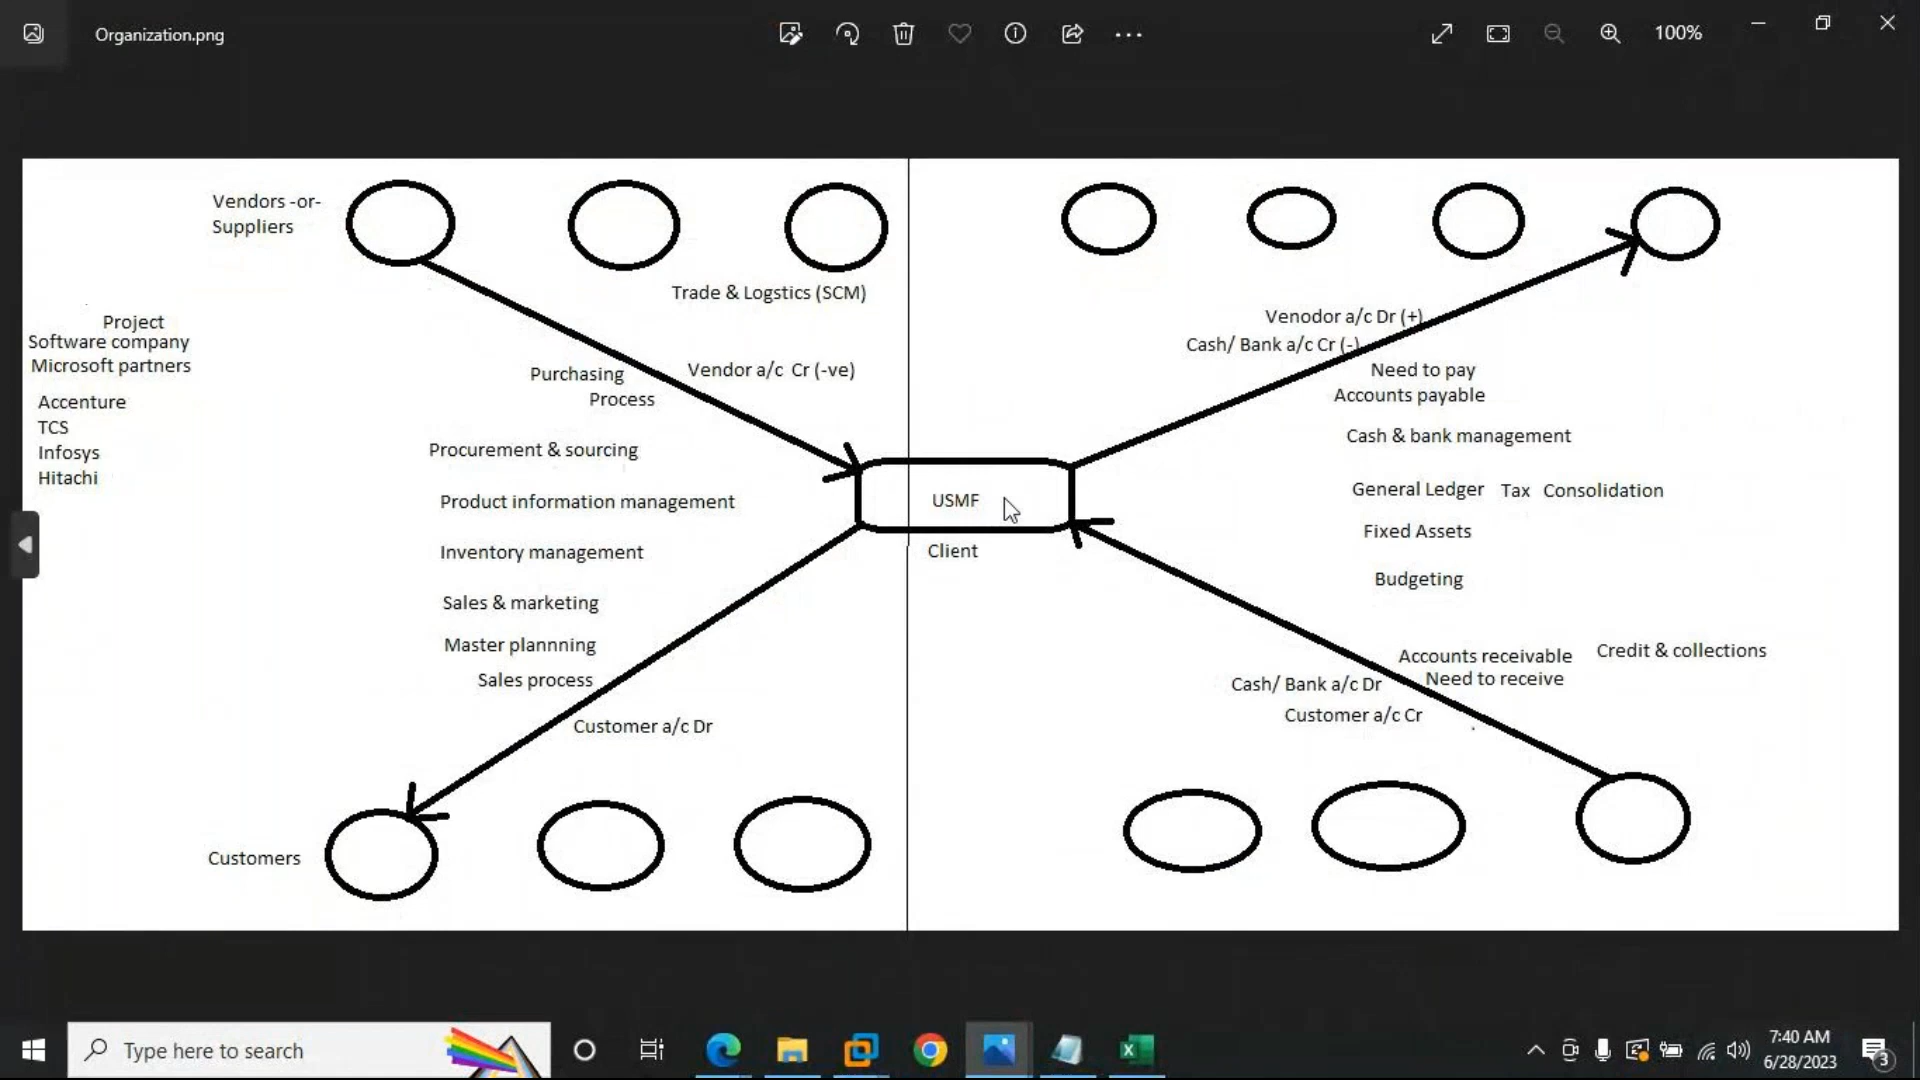 Organization.png
100%
Vendors -or-
Suppliers
Trade & Logstics (SCM)
Project
Software company
Microsoft partners
Accenture
TCS
Infosys
Hitachi
Purchasing
Process
Vendor a/c Cr (-ve)
Procurement & sourcing
Product information management
Inventory management
Sales & marketing
Master plannning
Sales process
Customer a/c Dr
Customers
USMF
Client
Venodor a/c Dr (+)
Cash/ Bank a/c Cr (-)
Need to pay
Accounts payable
Cash & bank management
General Ledger Tax Consolidation
Fixed Assets
Budgeting
Accounts receivable Credit & collections
Need to receive
Cash/ Bank a/c Dr
Customer a/c Cr
Type here to search
7:40 AM
6/28/2023
3